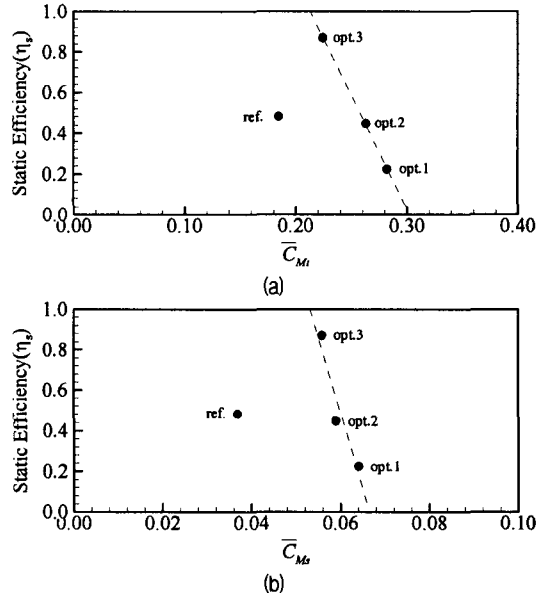 Static Efficiency(ηs)
1.0
0.8
0.6
0.4
0.2
0.0
opt.3
ref.
opt.2
opt.1
0.00 0.10 0.20 0.30 0.40
C̅Mt
(a)
Static Efficiency(ηs)
1.0
0.8
0.6
0.4
0.2
0.0
opt.3
ref.
opt.2
opt.1
0.00 0.02 0.04 0.06 0.08 0.10
C̅Ms
(b)